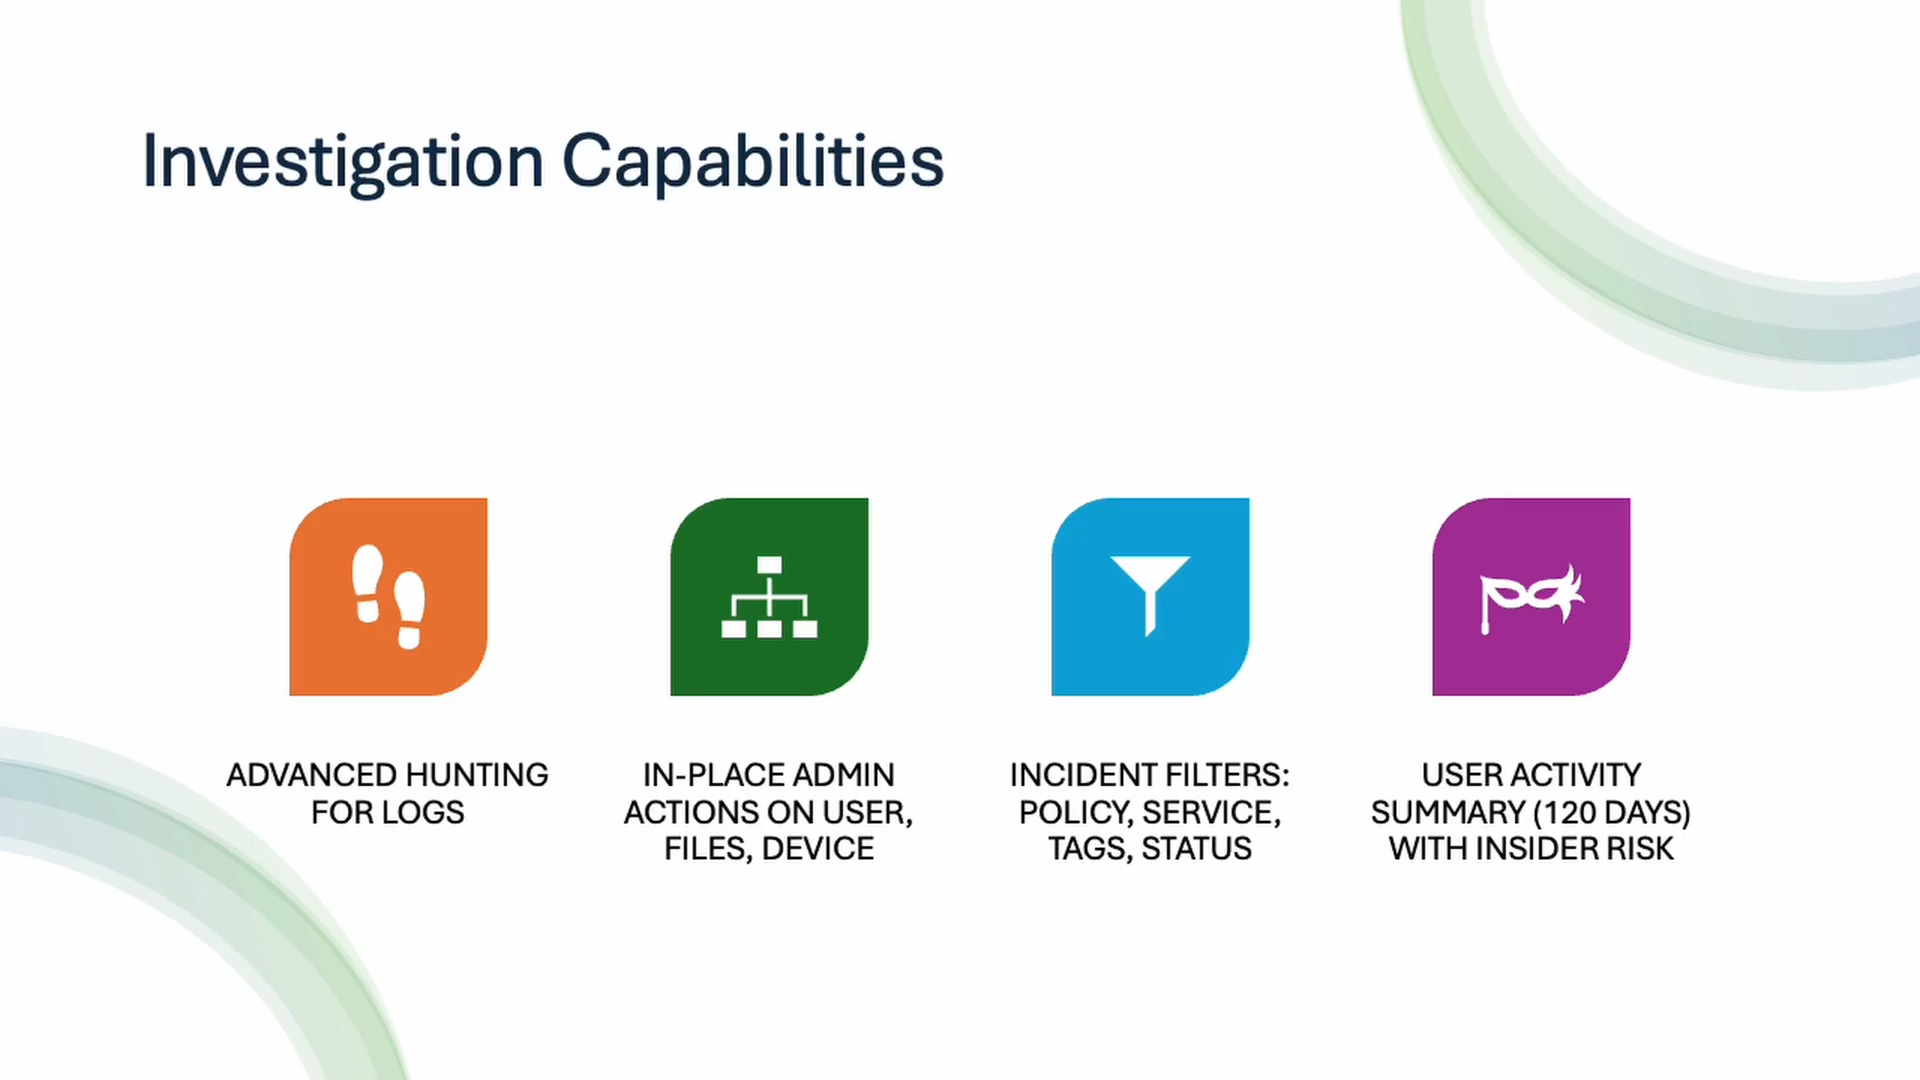 Investigation Capabilities
ADVANCED HUNTING
FOR LOGS
IN-PLACE ADMIN
ACTIONS ON USER,
FILES, DEVICE
INCIDENT FILTERS:
POLICY, SERVICE,
TAGS, STATUS
USER ACTIVITY
SUMMARY (120 DAYS)
WITH INSIDER RISK